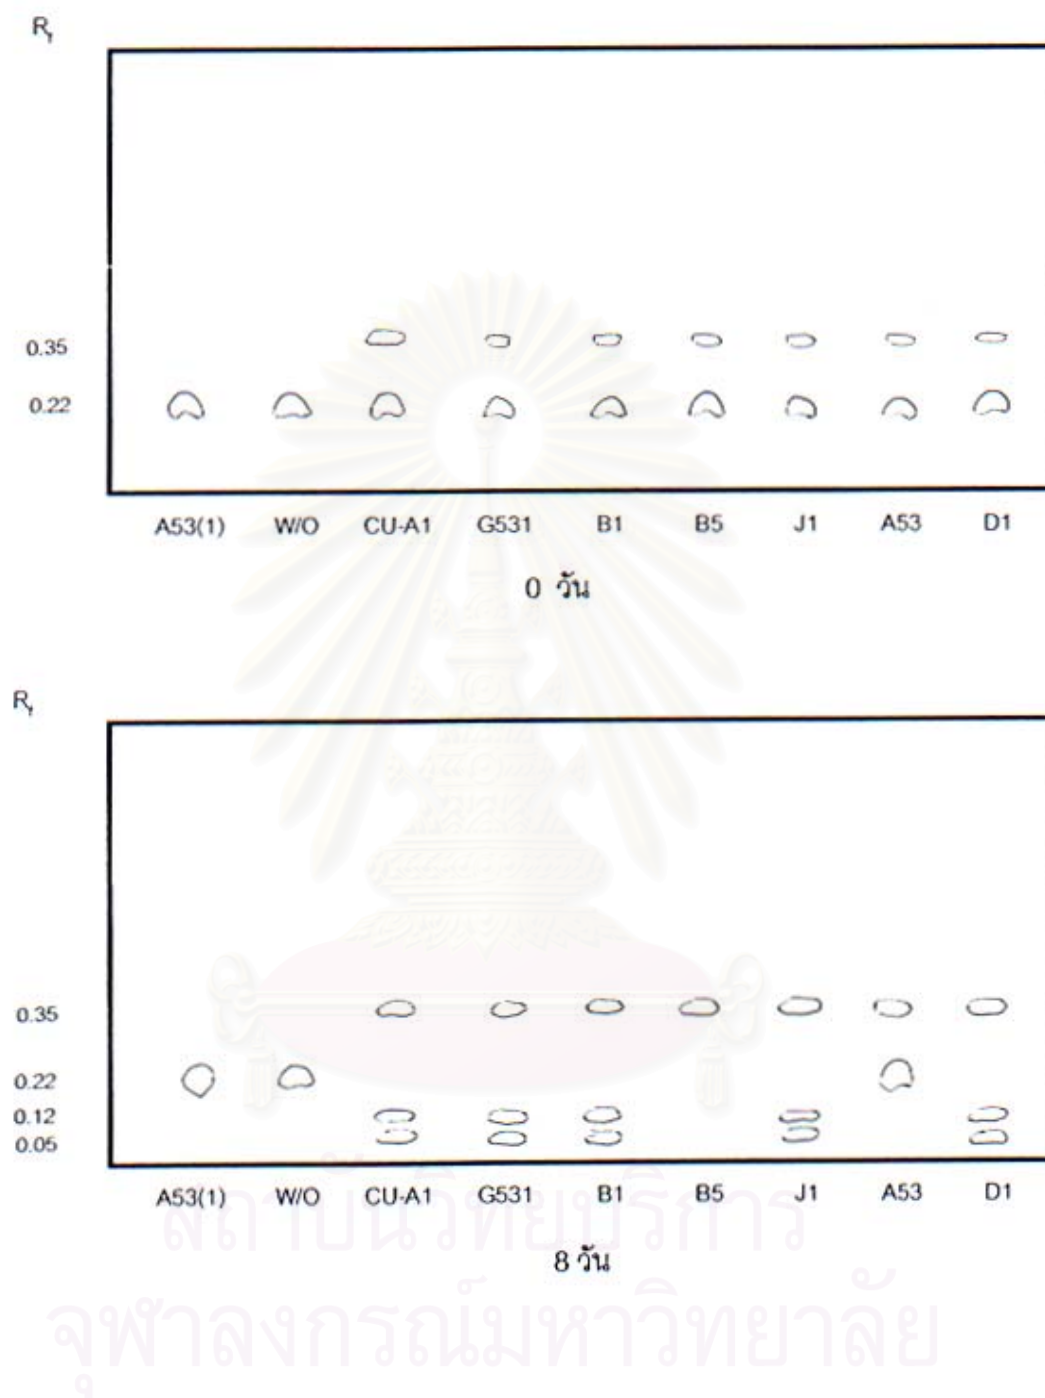 Rf
0.35
0.22
A53(1) W/O CU-A1 G531 B1 B5 J1 A53 D1
0 วัน
Rf
0.35
0.22
0.12
0.05
A53(1) W/O CU-A1 G531 B1 B5 J1 A53 D1
8 วัน
สถาบันวิทยบริการ
จุฬาลงกรณ์มหาวิทยาลัย